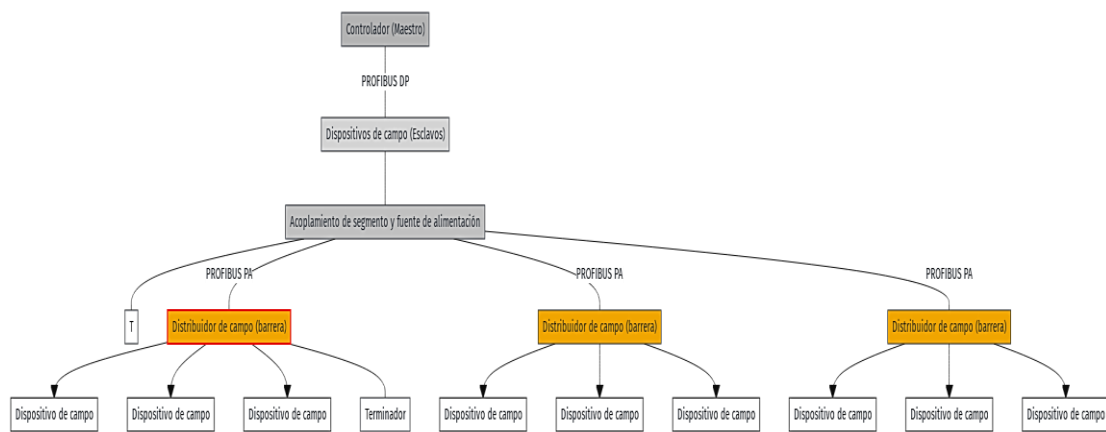 Controlador (Maestro)
PROFIBUS DP
Dispositivos de campo (Esclavos)
Acoplamiento de segmento y fuente de alimentación
PROFIBUS PA
PROFIBUS PA
PROFIBUS PA
T
Distribuidor de campo (barrera)
Distribuidor de campo (barrera)
Distribuidor de campo (barrera)
Dispositivo de campo
Dispositivo de campo
Dispositivo de campo
Terminador
Dispositivo de campo
Dispositivo de campo
Dispositivo de campo
Dispositivo de campo
Dispositivo de campo
Dispositivo de campo